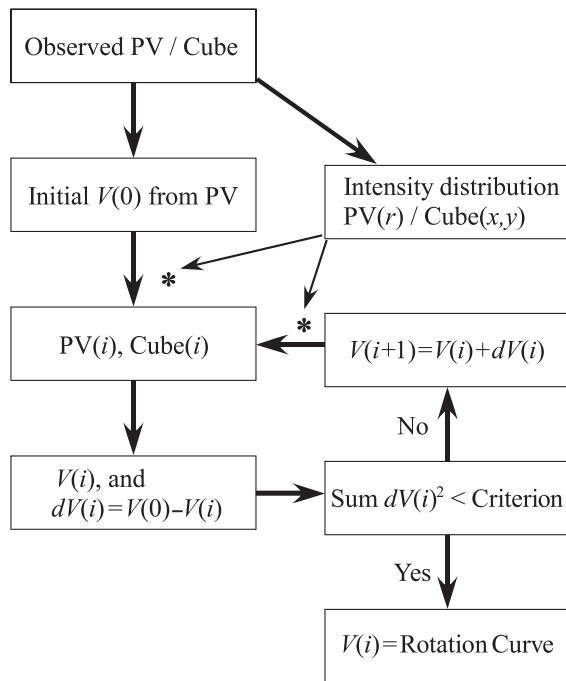 Observed PV / Cube
Initial V(0) from PV
Intensity distribution
PV(r) / Cube(x,y)
*
*
PV(i), Cube(i)
V(i+1)=V(i)+dV(i)
No
V(i), and
dV(i)=V(0)−V(i)
Sum dV(i)² < Criterion
Yes
V(i)=Rotation Curve